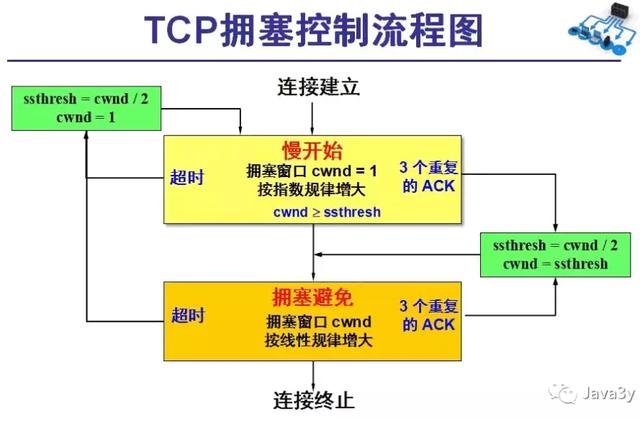 TCP拥塞控制流程图
连接建立
ssthresh = cwnd / 2
cwnd = 1
慢开始
超时
拥塞窗口 cwnd = 1
按指数规律增大
3 个重复
的 ACK
cwnd ≥ ssthresh
ssthresh = cwnd / 2
cwnd = ssthresh
拥塞避免
超时
拥塞窗口 cwnd
按线性规律增大
3 个重复
的 ACK
连接终止
Java3y